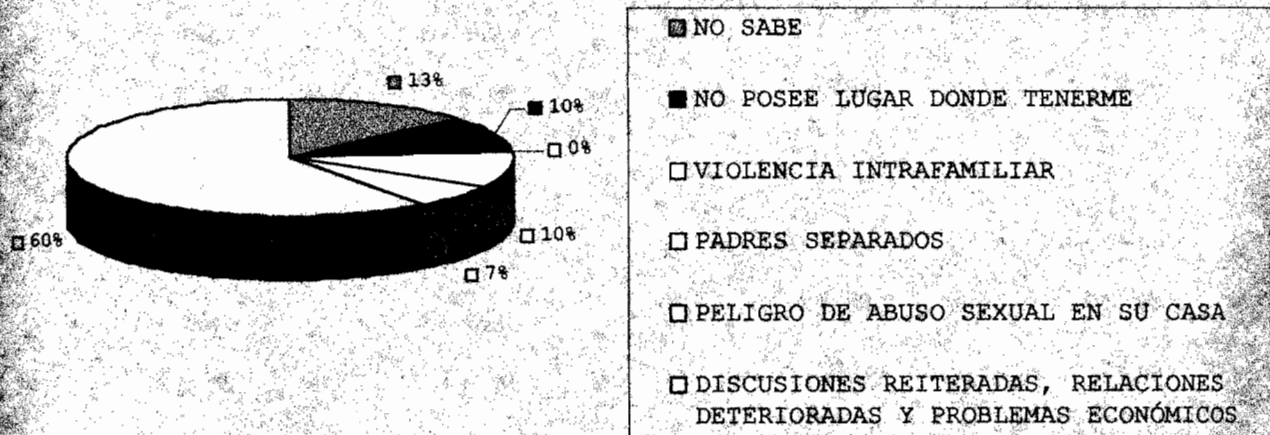 13%
10%
0%
10%
7%
60%
NO SABE
NO POSEE LUGAR DONDE TENERME
VIOLENCIA INTRAFAMILIAR
PADRES SEPARADOS
PELIGRO DE ABUSO SEXUAL EN SU CASA
DISCUSIONES REITERADAS, RELACIONES
DETERIORADAS Y PROBLEMAS ECONÓMICOS